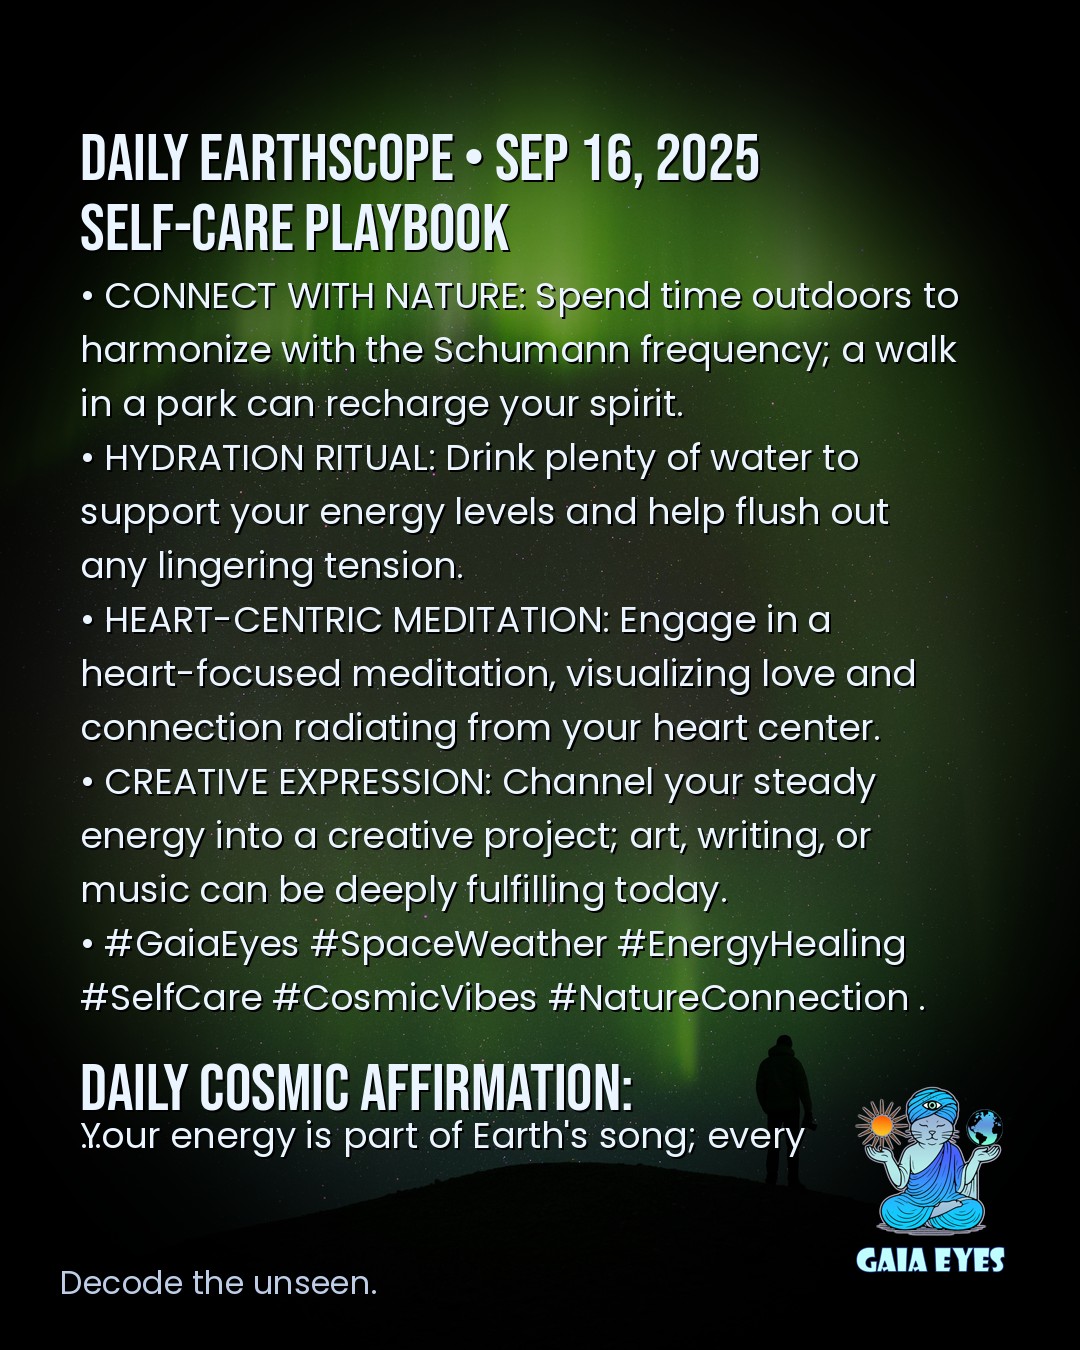 DAILY EARTHSCOPE • SEP 16, 2025
SELF-CARE PLAYBOOK
• CONNECT WITH NATURE: Spend time outdoors to
harmonize with the Schumann frequency; a walk
in a park can recharge your spirit.
• HYDRATION RITUAL: Drink plenty of water to
support your energy levels and help flush out
any lingering tension.
• HEART-CENTRIC MEDITATION: Engage in a
heart-focused meditation, visualizing love and
connection radiating from your heart center.
• CREATIVE EXPRESSION: Channel your steady
energy into a creative project; art, writing, or
music can be deeply fulfilling today.
• #GaiaEyes #SpaceWeather #EnergyHealing
#SelfCare #CosmicVibes #NatureConnection .
DAILY COSMIC AFFIRMATION:
Your energy is part of Earth's song; every
…
GAIA EYES
Decode the unseen.